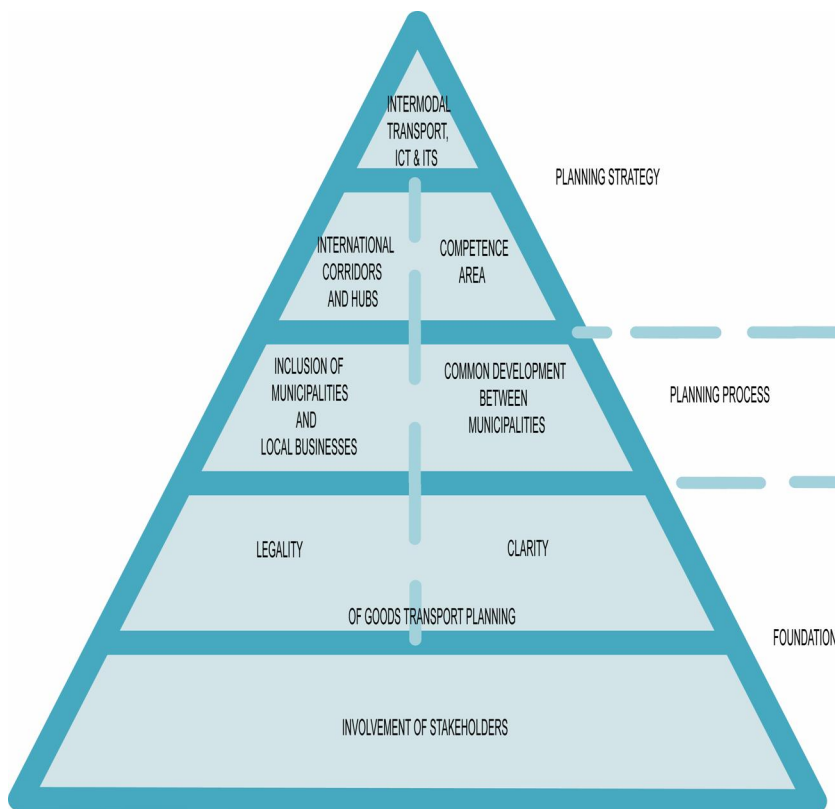 INTERMODAL
TRANSPORT,
ICT & ITS
PLANNING STRATEGY
INTERNATIONAL
CORRIDORS
AND HUBS
COMPETENCE
AREA
INCLUSION OF
MUNICIPALITIES
AND
LOCAL BUSINESSES
COMMON DEVELOPMENT
BETWEEN
MUNICIPALITIES
PLANNING PROCESS
LEGALITY
CLARITY
OF GOODS TRANSPORT PLANNING
FOUNDATION
INVOLVEMENT OF STAKEHOLDERS